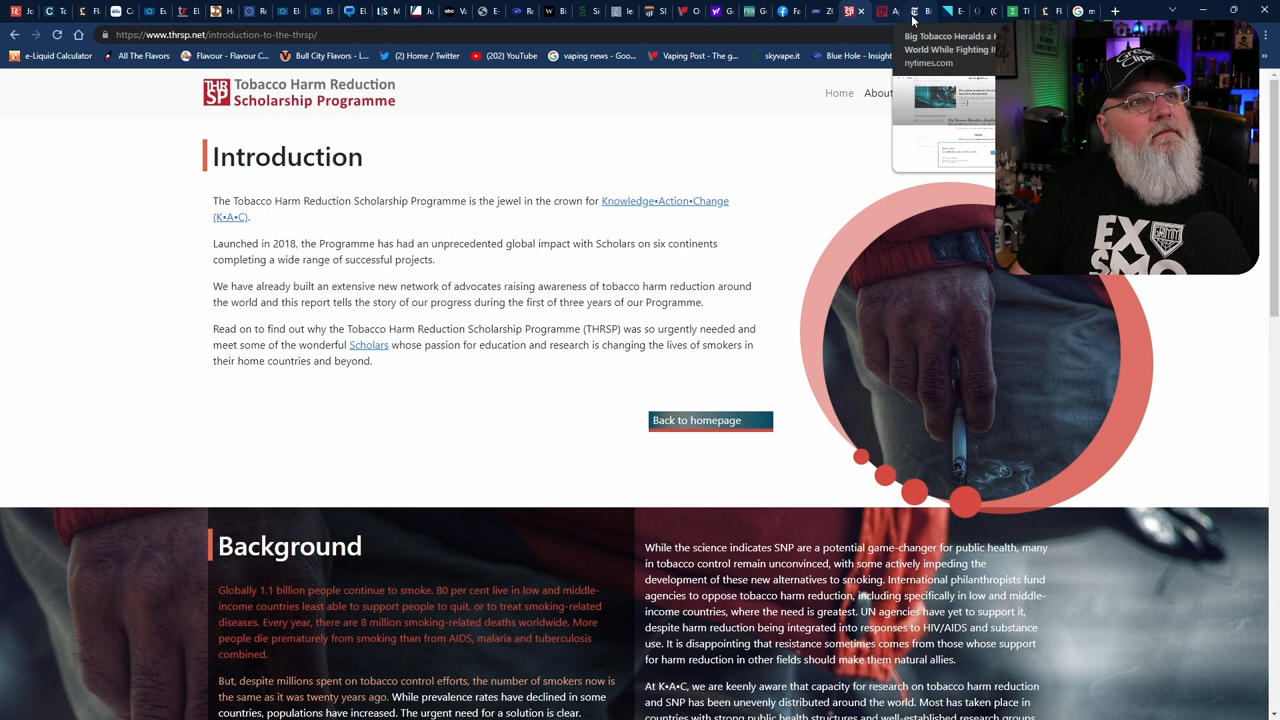 https://www.thrsp.net/introduction-to-the-thrsp/
e-Liquid Calculator
All The Flavors
Flavour - Flavour C...
Bull City Flavors – L...
(2) Home / Twitter
(202) YouTube
vaping news - Goo...
Vaping Post - The g...
skyvape.it
Blue Hole - Insight
Big Tobacco Heralds a H
World While Fighting It
nytimes.com
Tobacco Harm Reduction
Scholarship Programme
Home
About
Introduction
The Tobacco Harm Reduction Scholarship Programme is the jewel in the crown for Knowledge•Action•Change
(K•A•C).
Launched in 2018, the Programme has had an unprecedented global impact with Scholars on six continents
completing a wide range of successful projects.
We have already built an extensive new network of advocates raising awareness of tobacco harm reduction around
the world and this report tells the story of our progress during the first of three years of our Programme.
Read on to find out why the Tobacco Harm Reduction Scholarship Programme (THRSP) was so urgently needed and
meet some of the wonderful Scholars whose passion for education and research is changing the lives of smokers in
their home countries and beyond.
Back to homepage
EX
SMO
Background
Globally 1.1 billion people continue to smoke. 80 per cent live in low and middle-
income countries least able to support people to quit, or to treat smoking-related
diseases. Every year, there are 8 million smoking-related deaths worldwide. More
people die prematurely from smoking than from AIDS, malaria and tuberculosis
combined.
But, despite millions spent on tobacco control efforts, the number of smokers now is
the same as it was twenty years ago. While prevalence rates have declined in some
countries, populations have increased. The urgent need for a solution is clear.
While the science indicates SNP are a potential game-changer for public health, many
in tobacco control remain unconvinced, with some actively impeding the
development of these new alternatives to smoking. International philanthropists fund
agencies to oppose tobacco harm reduction, including specifically in low and middle-
income countries, where the need is greatest. UN agencies have yet to support it,
despite harm reduction being integrated into responses to HIV/AIDS and substance
use. It is disappointing that resistance sometimes comes from those whose support
for harm reduction in other fields should make them natural allies.
At K•A•C, we are keenly aware that capacity for research on tobacco harm reduction
and SNP has been unevenly distributed around the world. Most has taken place in
countries with strong public health structures and well-established research groups